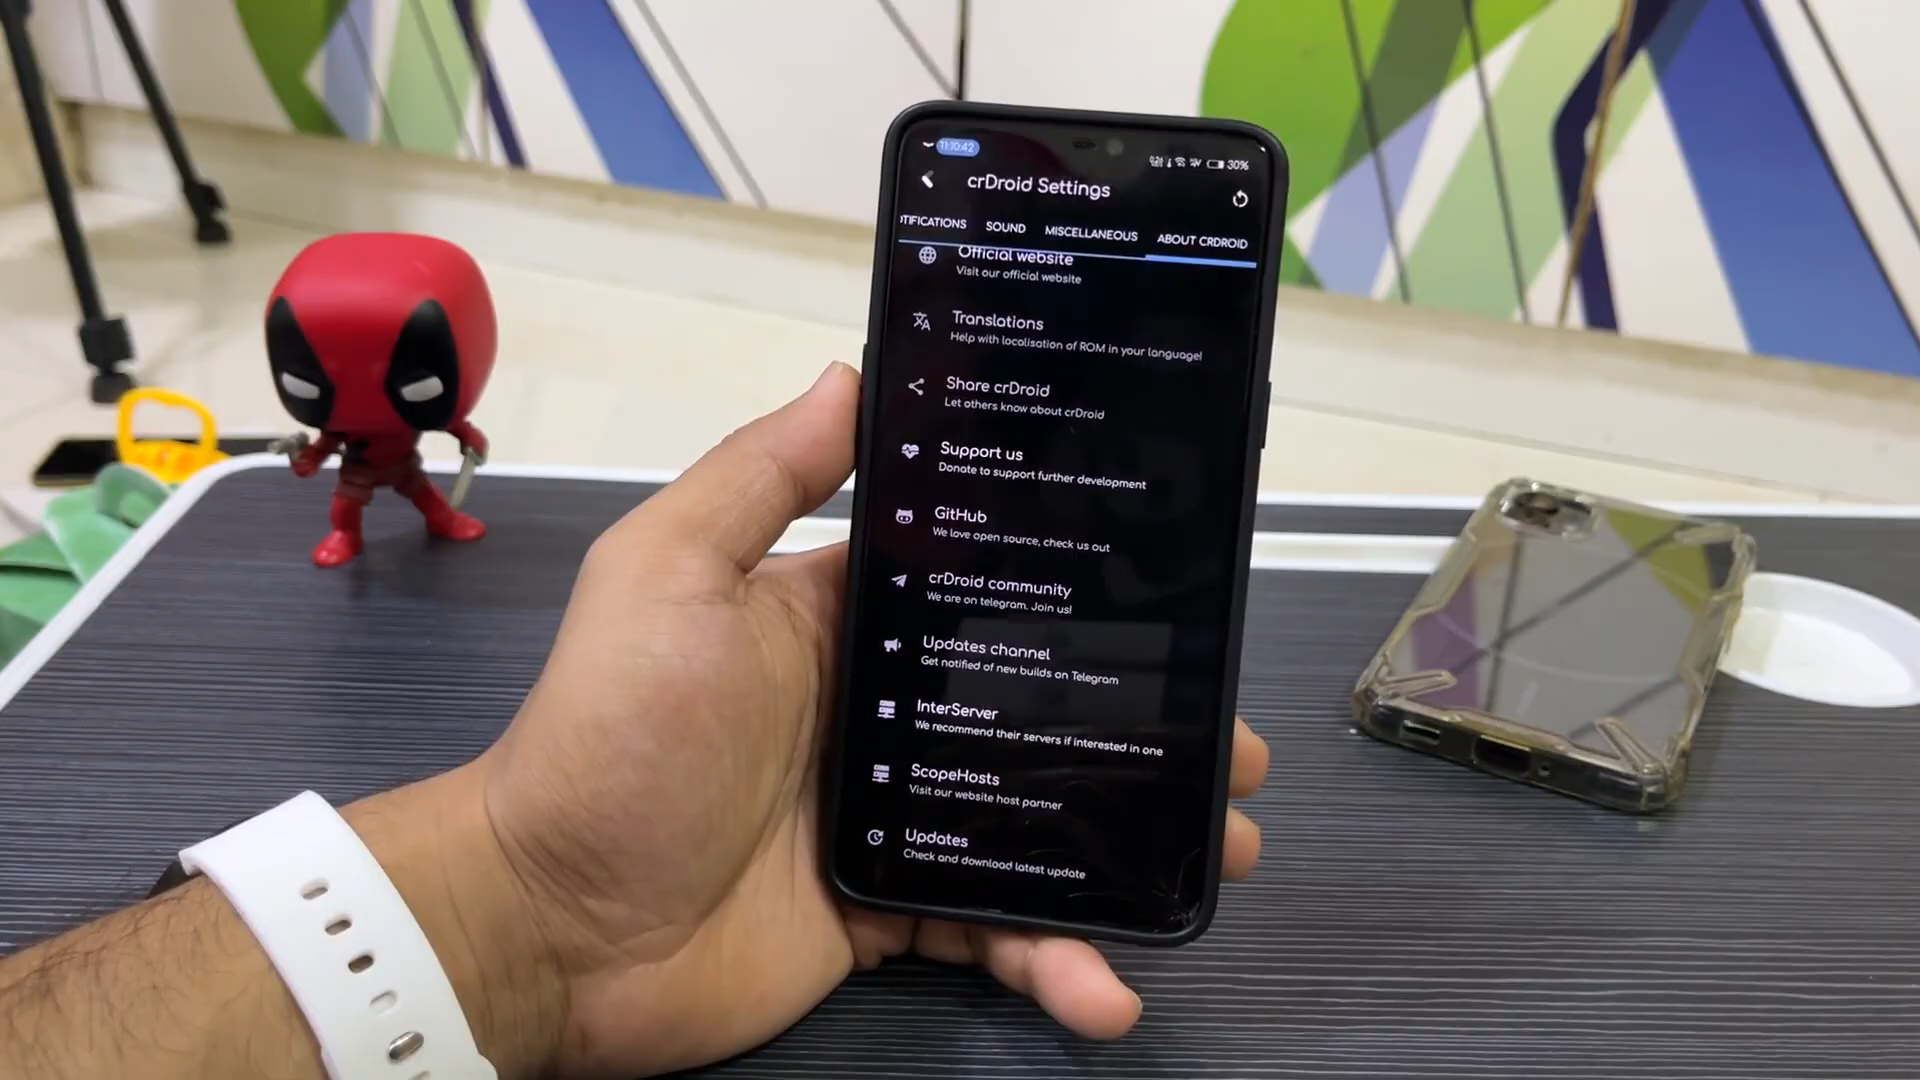 11:10:42
30%
crDroid Settings
OTIFICATIONS SOUND MISCELLANEOUS ABOUT CRDROID
Official website
Visit our official website
Translations
Help with localisation of ROM in your language!
Share crDroid
Let others know about crDroid
Support us
Donate to support further development
GitHub
We love open source, check us out
crDroid community
We are on telegram. Join us!
Updates channel
Get notified of new builds on Telegram
InterServer
We recommend their servers if interested in one
ScopeHosts
Visit our website host partner
Updates
Check and download latest update